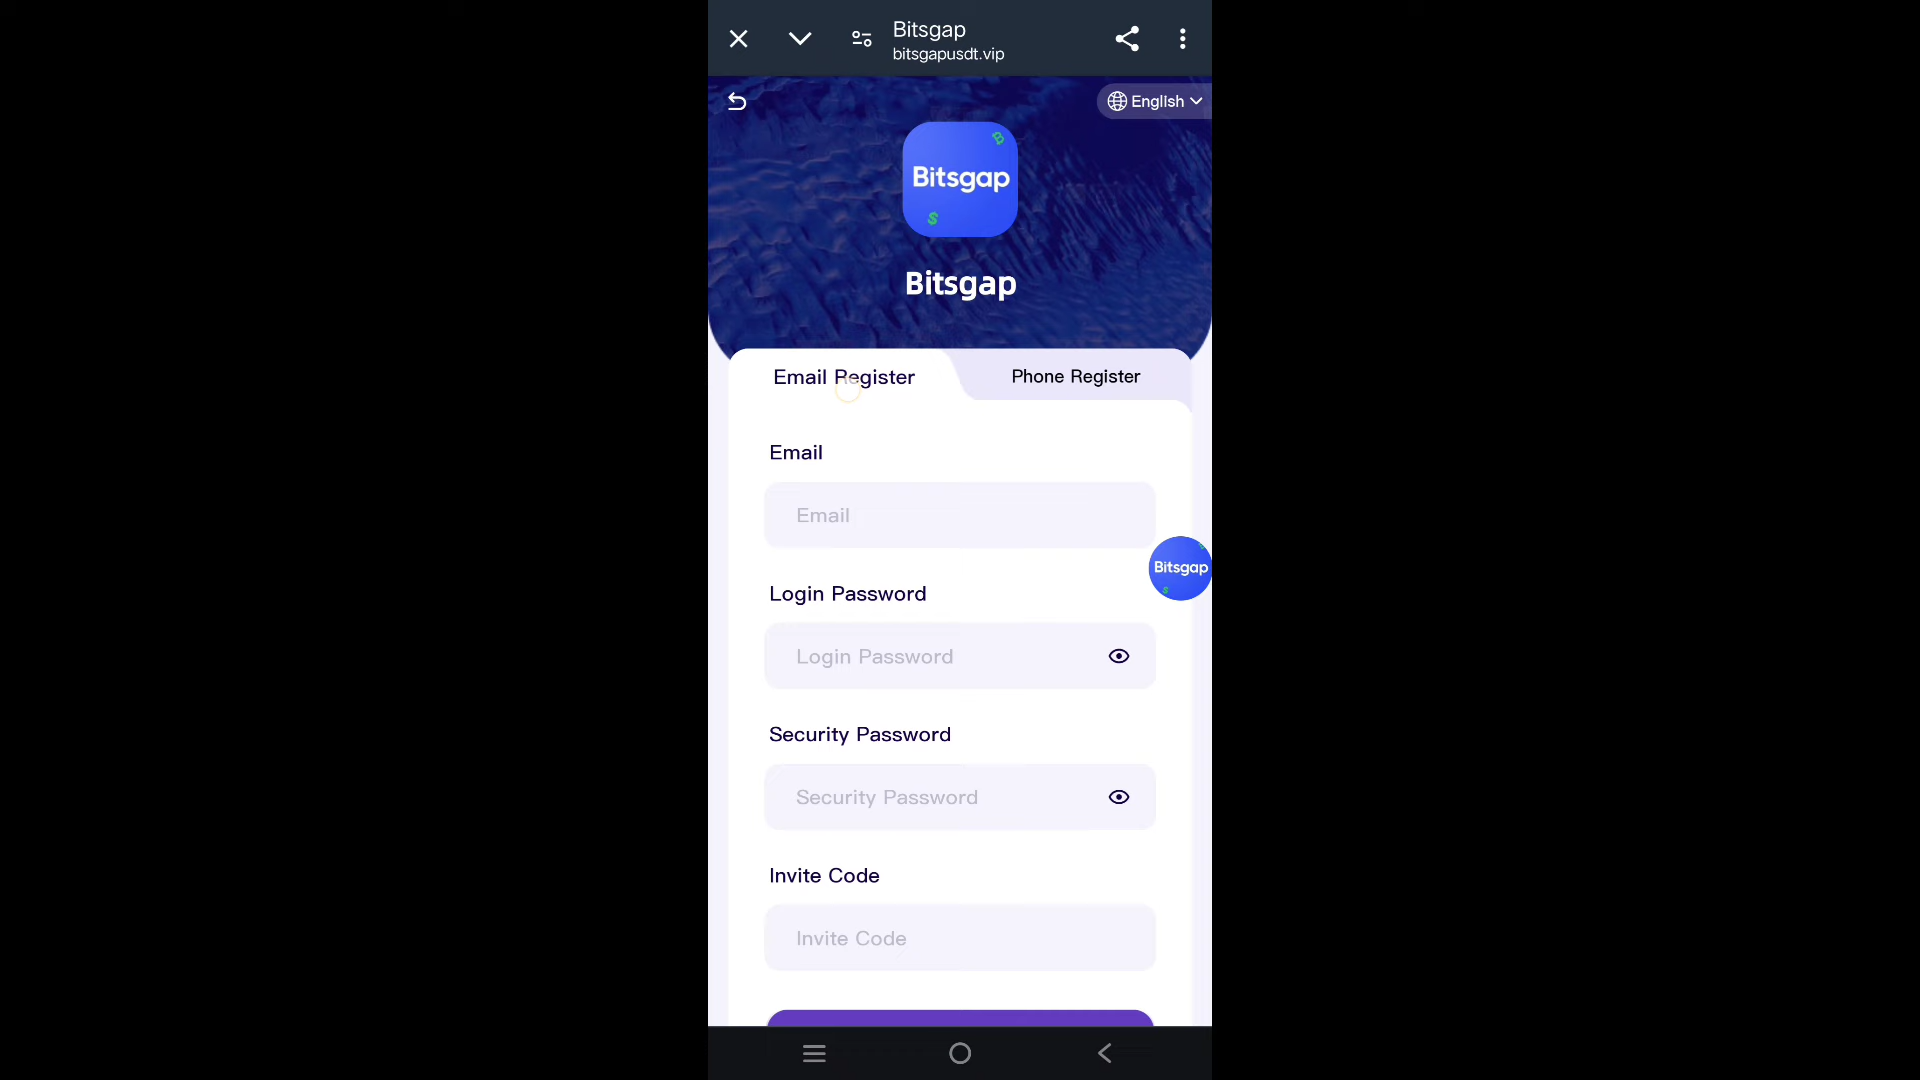 Bitsgap
bitsgapusdt.vip
English
Bitsgap
Bitsgap
Email Register
Phone Register
Email
Email
Bitsgap
Login Password
Login Password
Security Password
Security Password
Invite Code
Invite Code